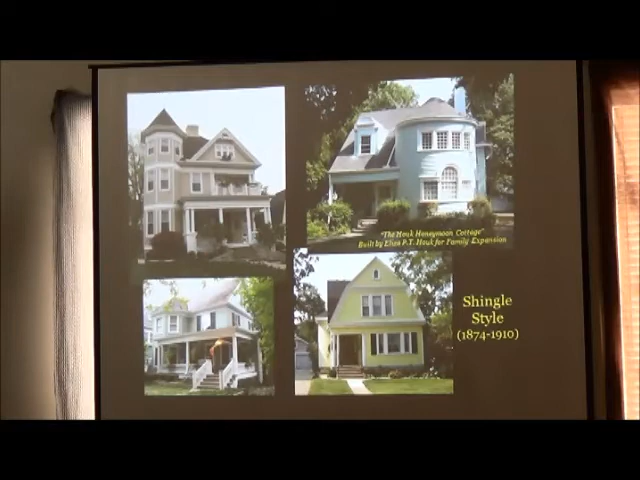 "The Houk Honeymoon Cottage"
Built by Eliza P.T. Houk for Family Expansion
Shingle
Style
(1874-1910)